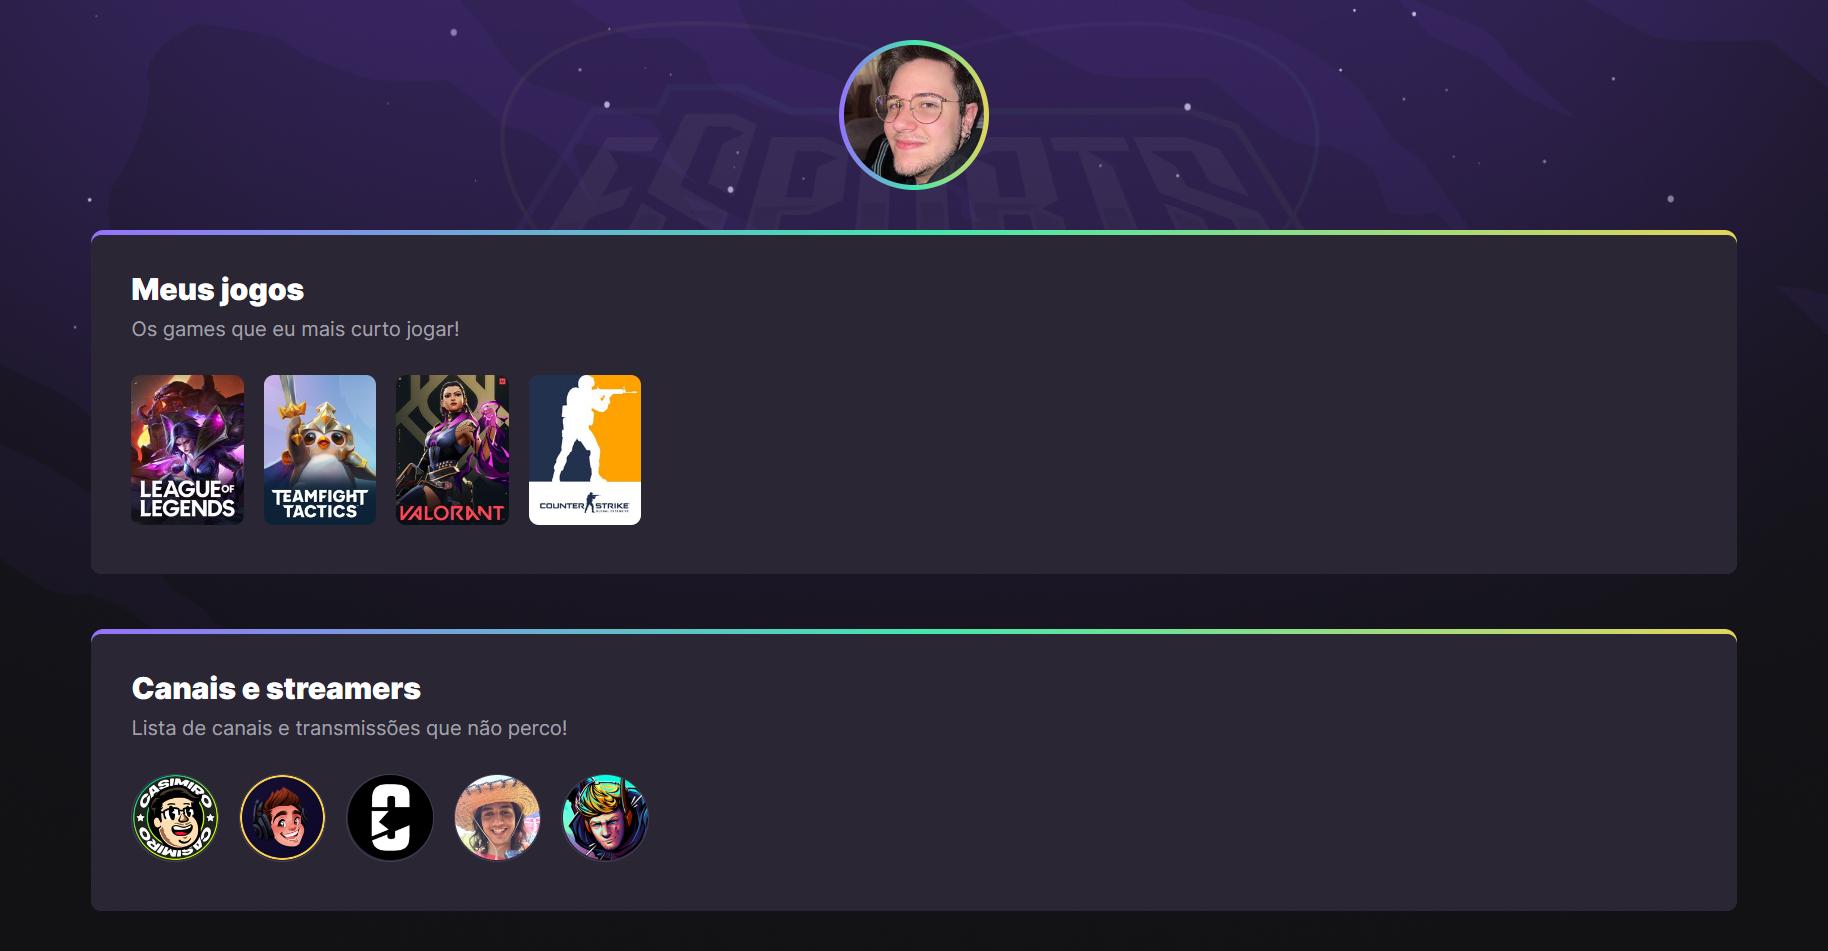 ESPORTS
Meus jogos
Os games que eu mais curto jogar!
LEAGUE OF
LEGENDS
TEAMFIGHT
TACTICS
VALORANT
COUNTER STRIKE
Canais e streamers
Lista de canais e transmissões que não perco!
CASIMIRO
CASIMIRO